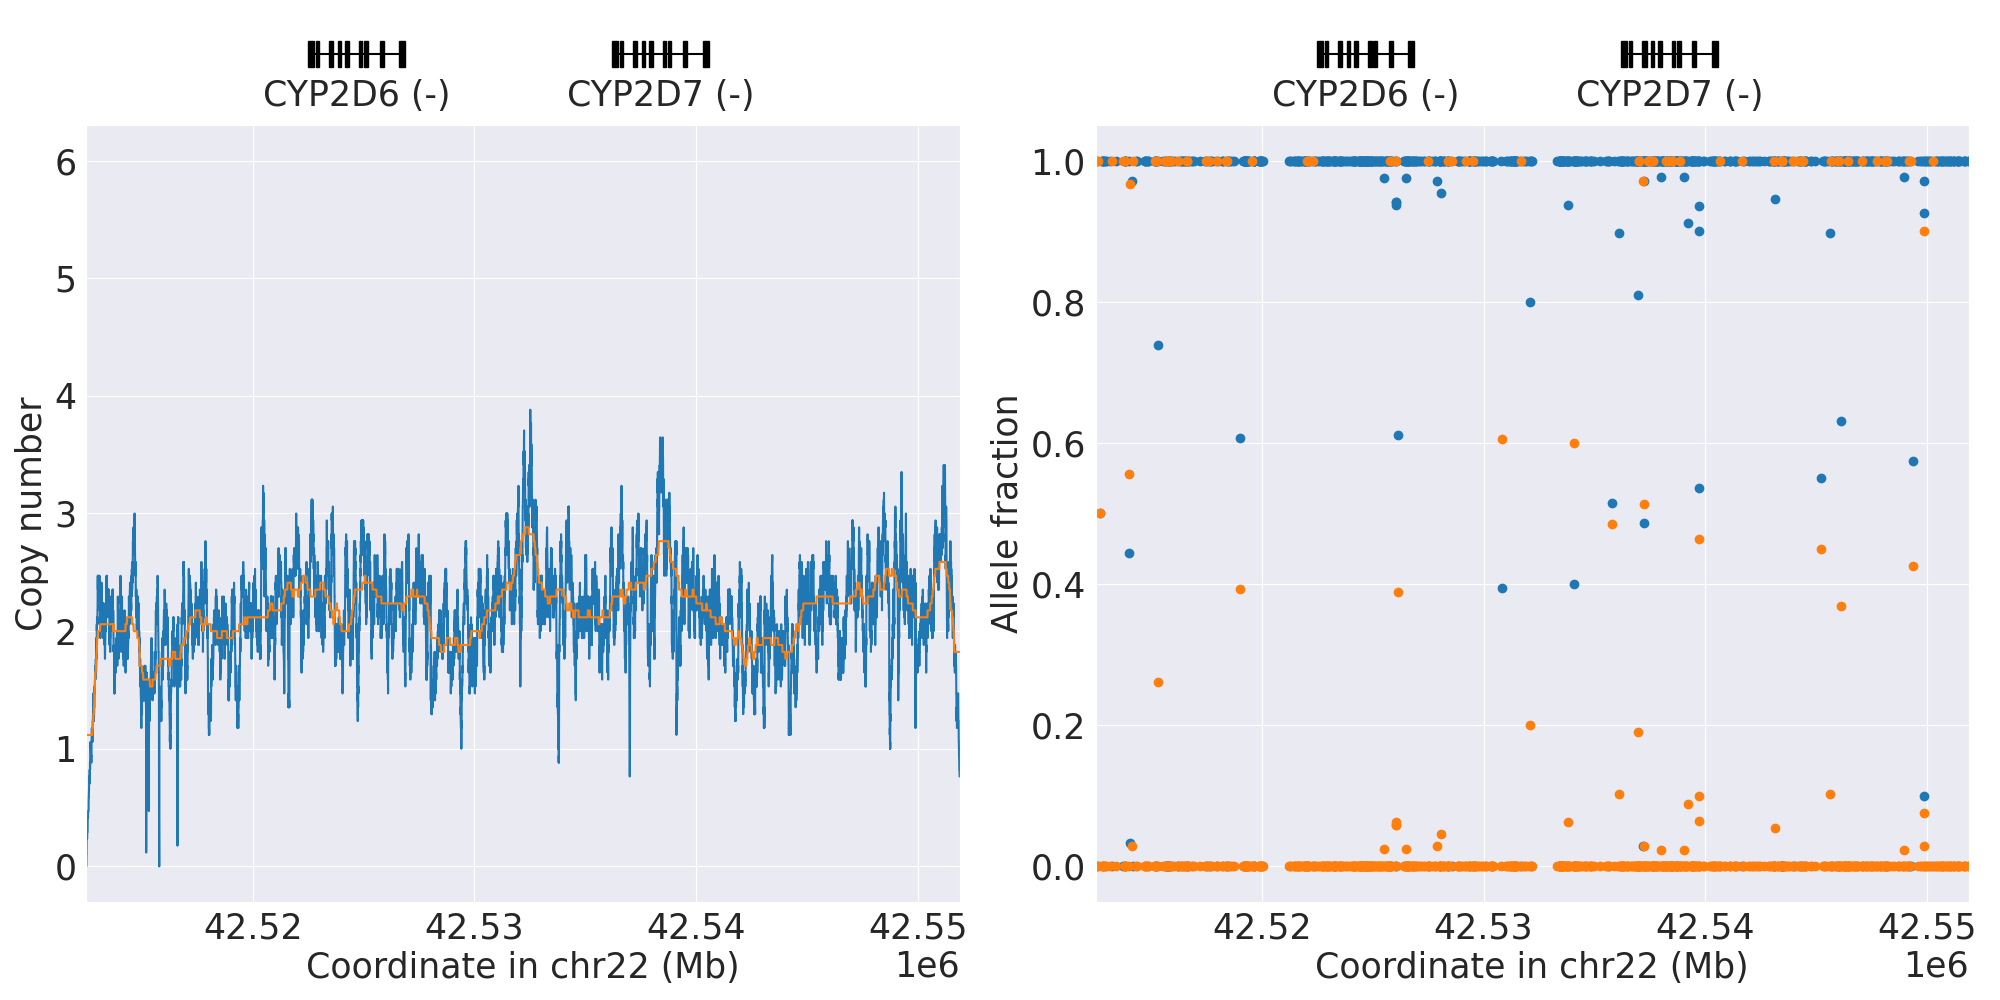 CYP2D6 (-)
CYP2D7 (-)
6
5
4
3
2
1
0
Copy number
42.52
42.53
42.54
42.55
Coordinate in chr22 (Mb)
1e6
CYP2D6 (-)
CYP2D7 (-)
1.0
0.8
0.6
0.4
0.2
0.0
Allele fraction
42.52
42.53
42.54
42.55
Coordinate in chr22 (Mb)
1e6